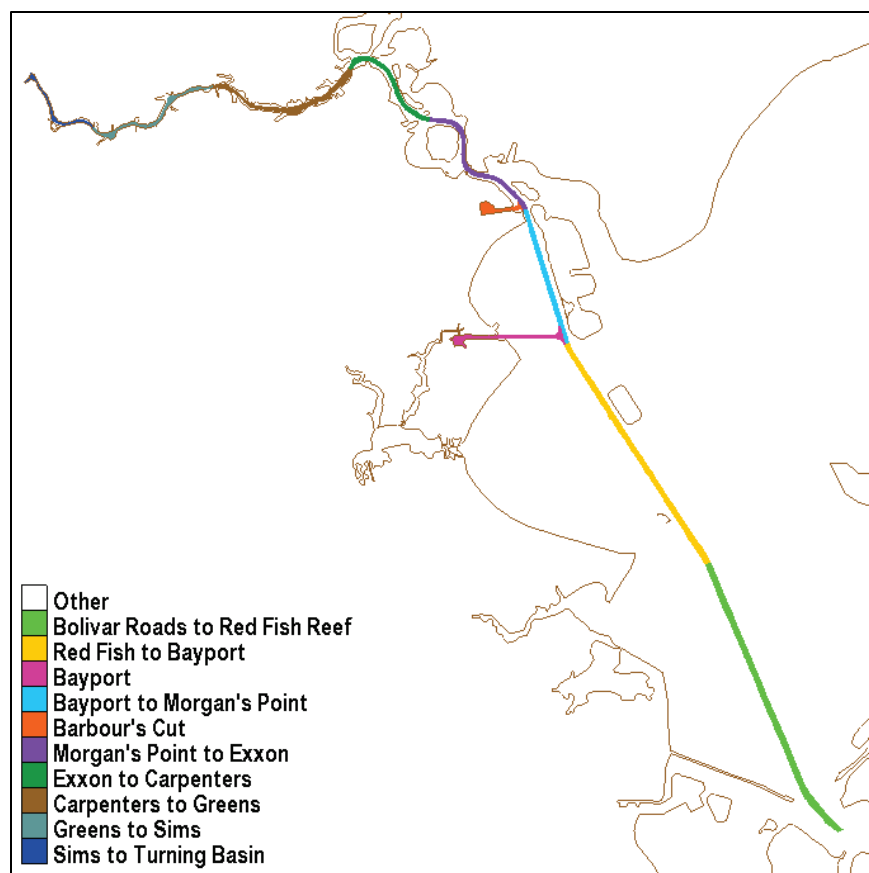 Other
Bolivar Roads to Red Fish Reef
Red Fish to Bayport
Bayport
Bayport to Morgan's Point
Barbour's Cut
Morgan's Point to Exxon
Exxon to Carpenters
Carpenters to Greens
Greens to Sims
Sims to Turning Basin